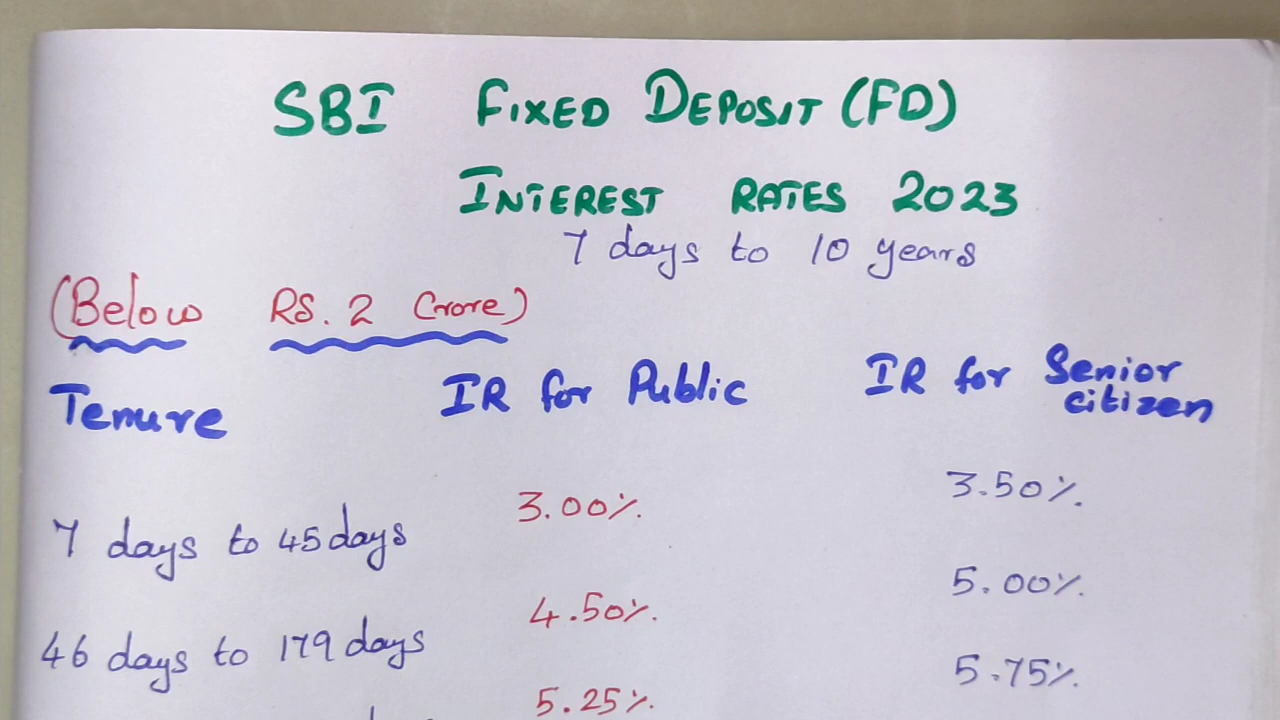 SBI FIXED DEPOSIT (FD)
INTEREST RATES 2023
7 days to 10 years
(Below RS. 2 Crore)
Tenure IR for Public IR for Senior citizen
7 days to 45 days 3.00% 3.50%
46 days to 179 days 4.50% 5.00%
5.25% 5.75%